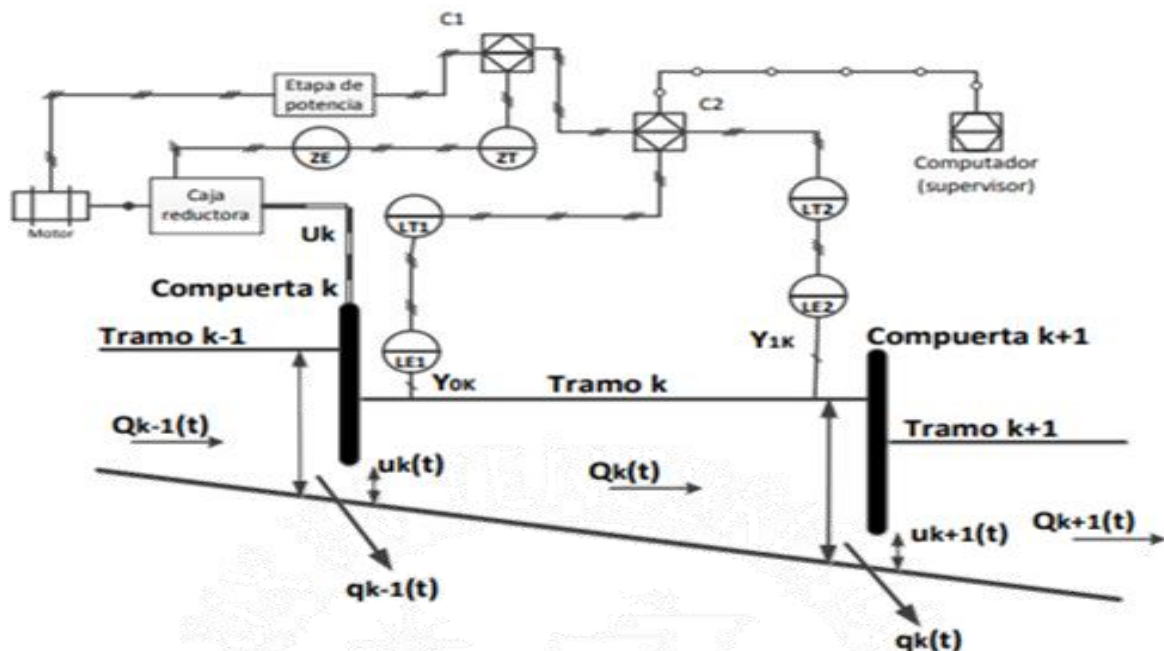 C1
Etapa de
potencia
C2
ZE
ZT
Computador
(supervisor)
Caja
reductora
Motor
LT1
LT2
Uk
Compuerta k
LE2
Tramo k-1
LE1
Y0K
Tramo k
Y1K
Compuerta k+1
Qk-1(t)
uk(t)
Qk(t)
Tramo k+1
uk+1(t)
Qk+1(t)
qk-1(t)
qk(t)